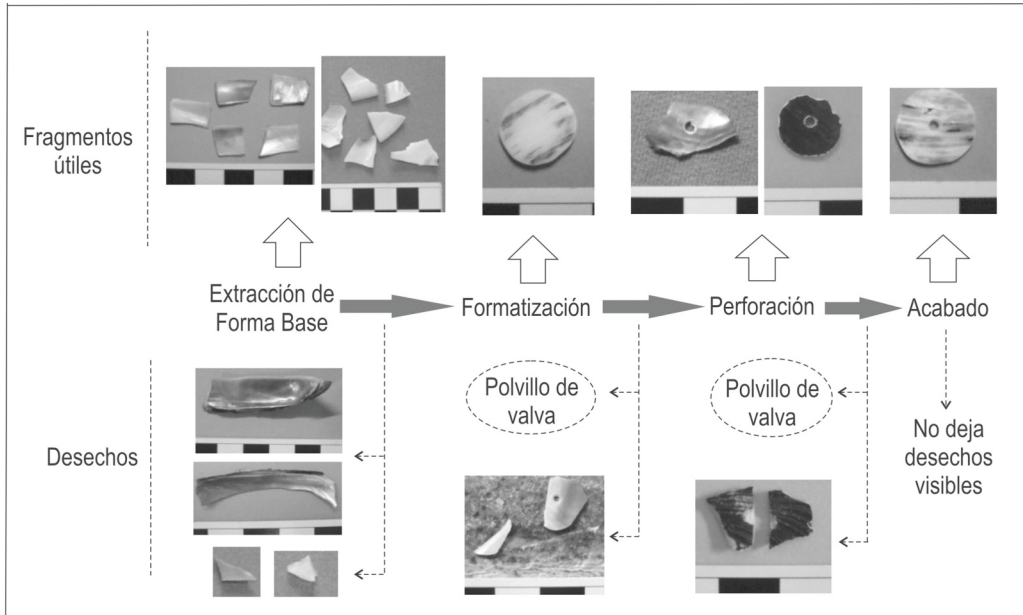 Fragmentos
útiles
Extracción de
Forma Base
Formatización
Perforación
Acabado
Desechos
Polvillo de
valva
Polvillo de
valva
No deja
desechos
visibles